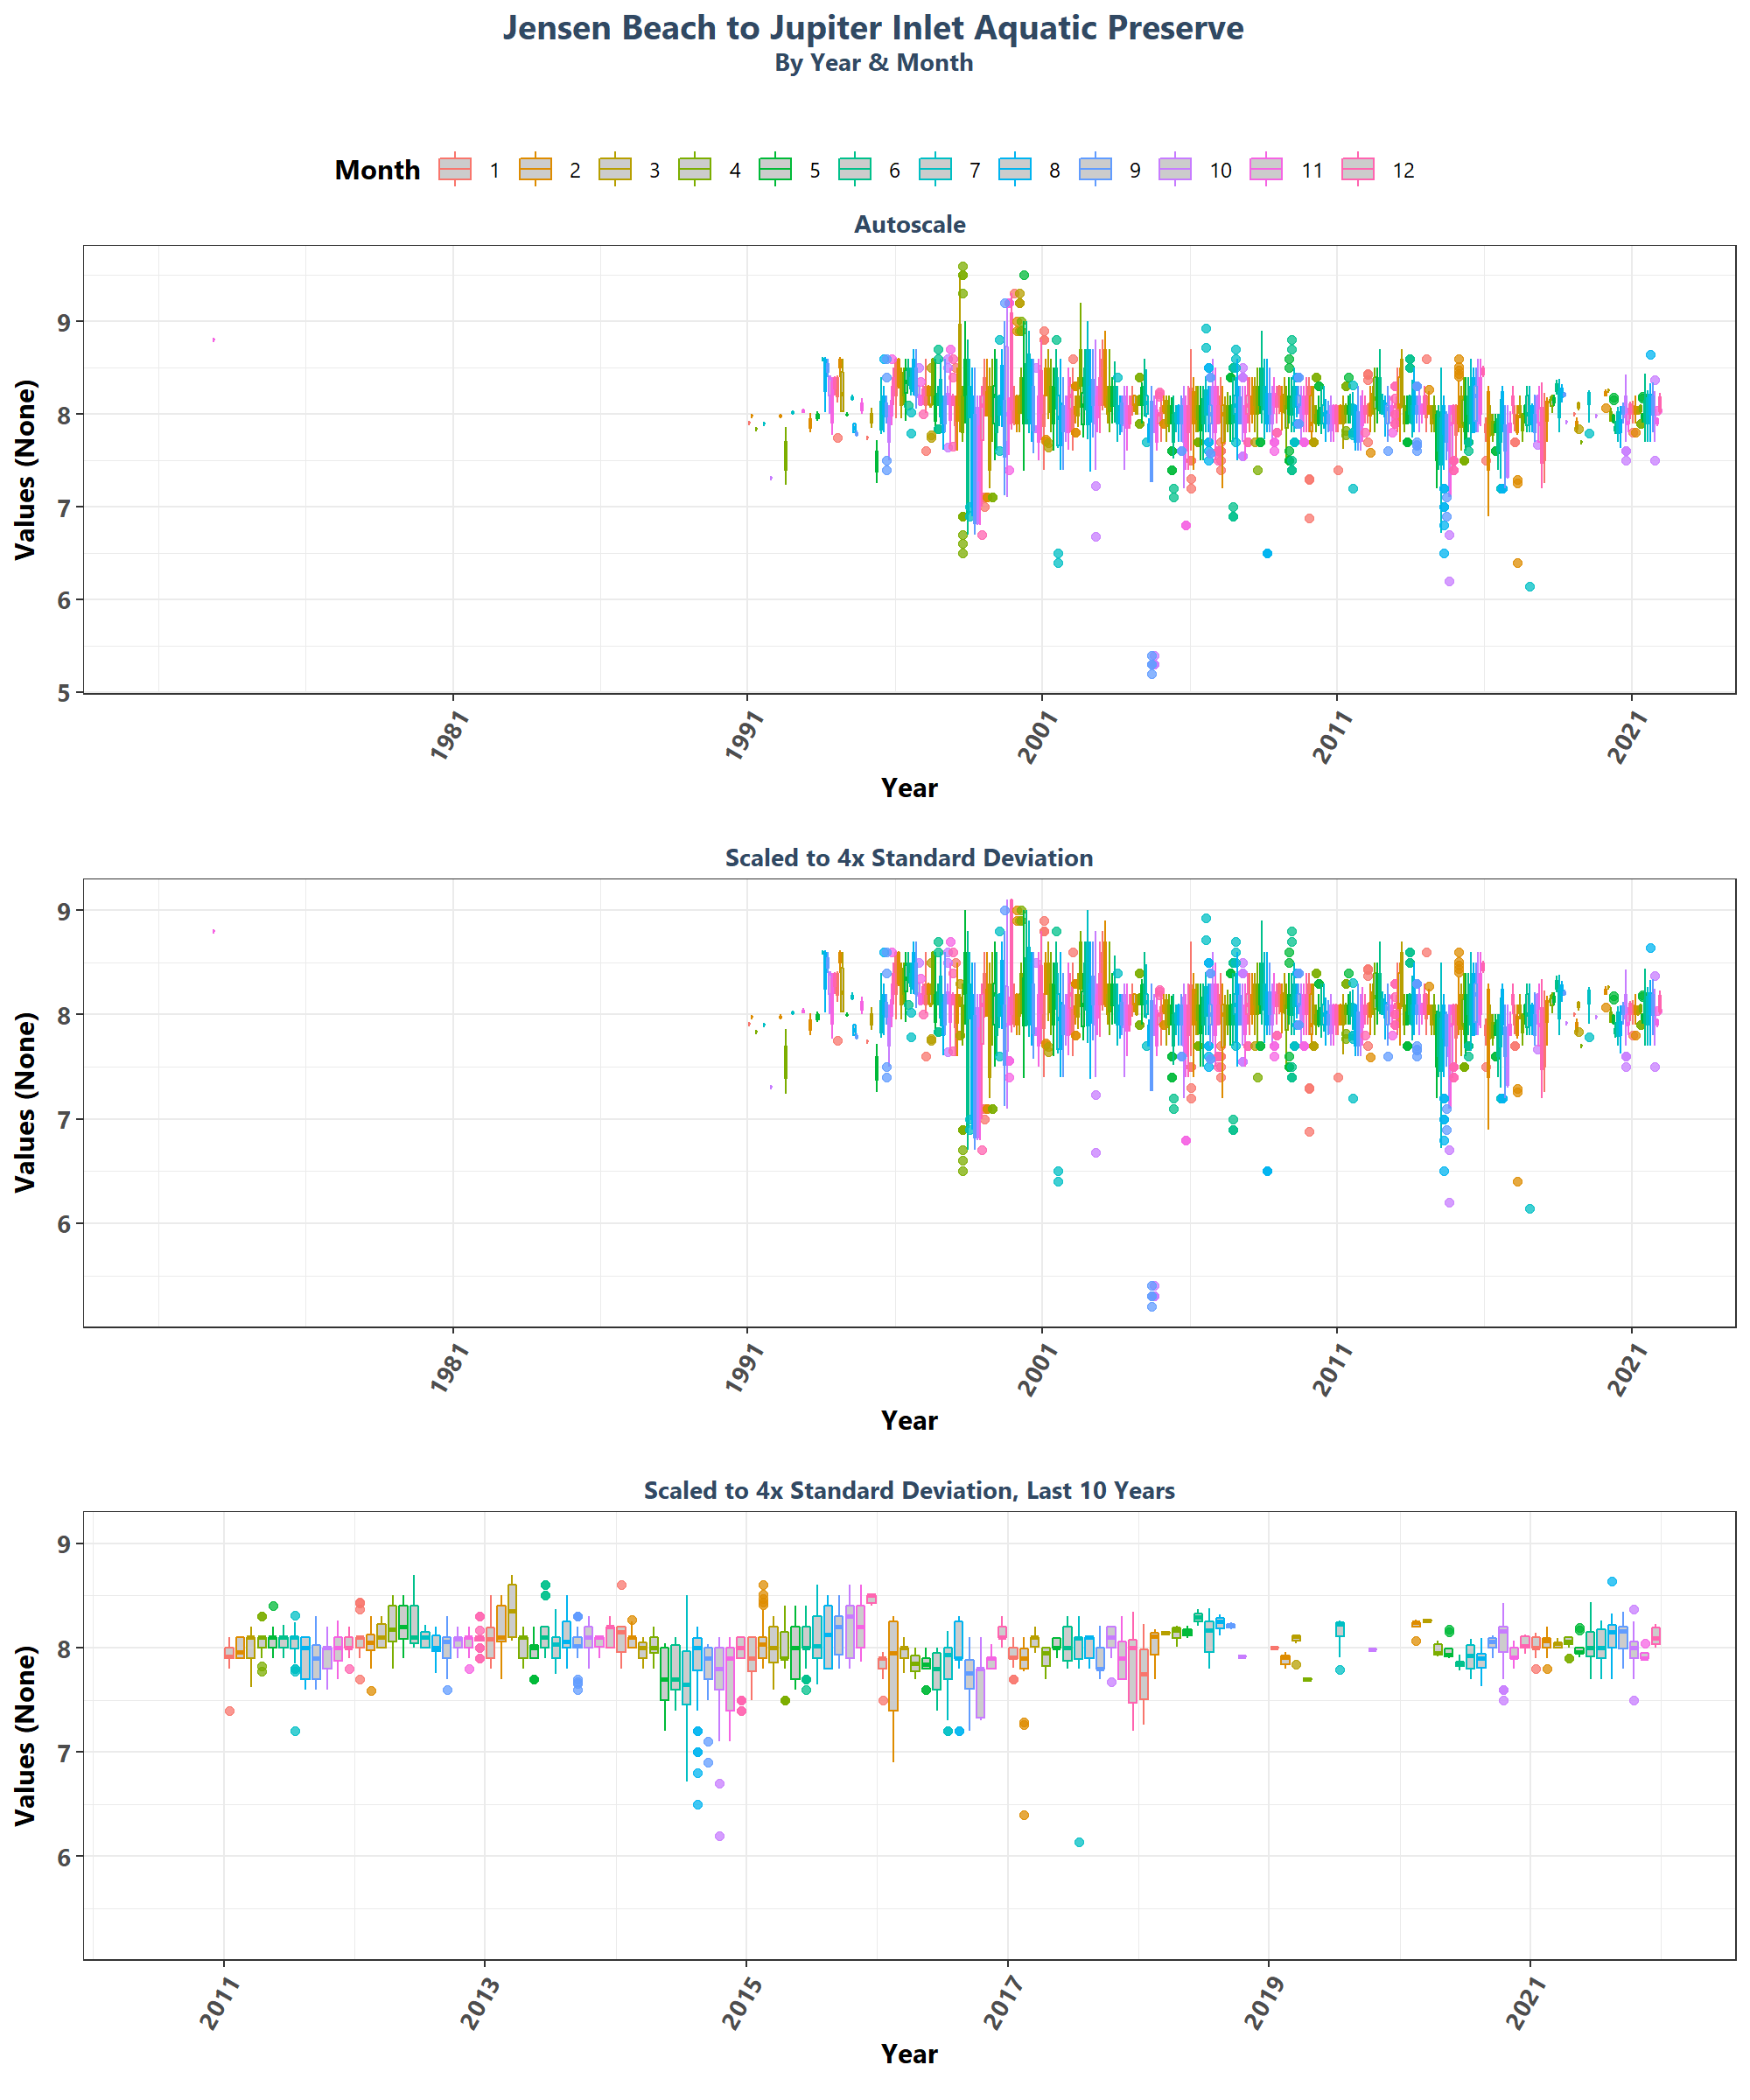 Jensen Beach to Jupiter Inlet Aquatic Preserve
By Year & Month
Month 1 2 3 4 5 6 7 8 9 10 11 12
Autoscale
Values (None)
9
8
7
6
5
1981 1991 2001 2011 2021
Year
Scaled to 4x Standard Deviation
Values (None)
9
8
7
6
1981 1991 2001 2011 2021
Year
Scaled to 4x Standard Deviation, Last 10 Years
Values (None)
9
8
7
6
2011 2013 2015 2017 2019 2021
Year